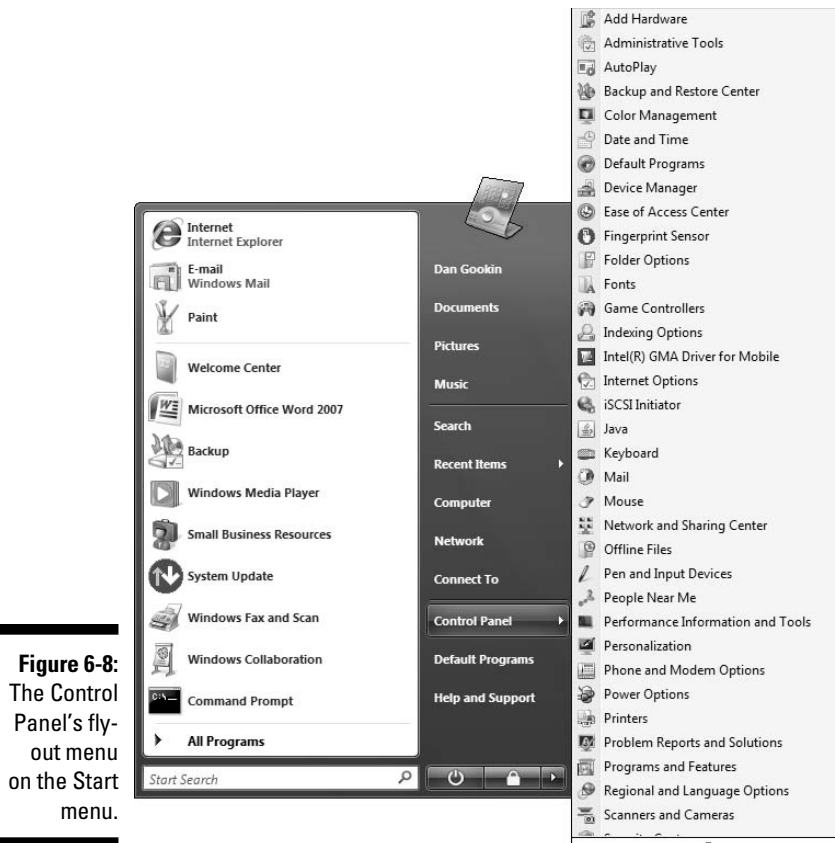 Internet
Internet Explorer
E-mail
Windows Mail
Paint
Welcome Center
Microsoft Office Word 2007
Backup
Windows Media Player
Small Business Resources
System Update
Windows Fax and Scan
Windows Collaboration
Command Prompt
All Programs
Start Search
Dan Gookin
Documents
Pictures
Music
Search
Recent Items
Computer
Network
Connect To
Control Panel
Default Programs
Help and Support
Add Hardware
Administrative Tools
AutoPlay
Backup and Restore Center
Color Management
Date and Time
Default Programs
Device Manager
Ease of Access Center
Fingerprint Sensor
Folder Options
Fonts
Game Controllers
Indexing Options
Intel(R) GMA Driver for Mobile
Internet Options
iSCSI Initiator
Java
Keyboard
Mail
Mouse
Network and Sharing Center
Offline Files
Pen and Input Devices
People Near Me
Performance Information and Tools
Personalization
Phone and Modem Options
Power Options
Printers
Problem Reports and Solutions
Programs and Features
Regional and Language Options
Scanners and Cameras
Figure 6-8:
The Control
Panel's fly-
out menu
on the Start
menu.